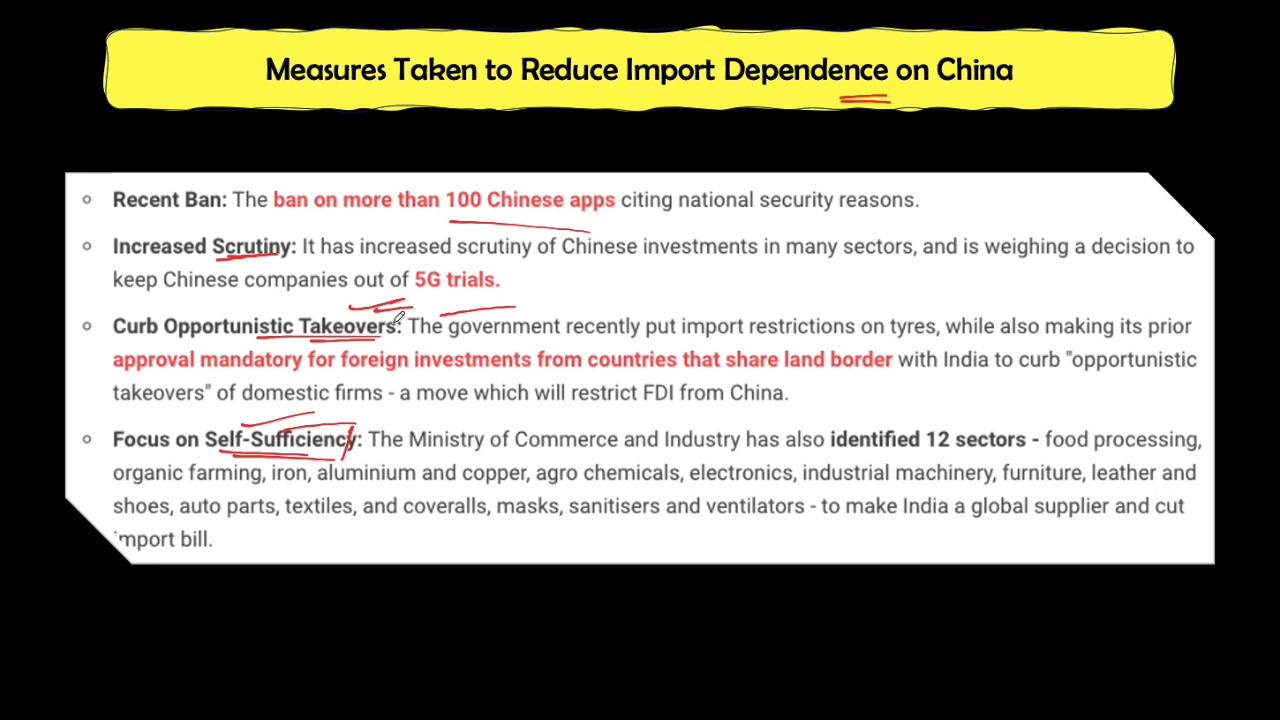 Measures Taken to Reduce Import Dependence on China
Recent Ban: The ban on more than 100 Chinese apps citing national security reasons.
Increased Scrutiny: It has increased scrutiny of Chinese investments in many sectors, and is weighing a decision to
keep Chinese companies out of 5G trials.
Curb Opportunistic Takeovers: The government recently put import restrictions on tyres, while also making its prior
approval mandatory for foreign investments from countries that share land border with India to curb "opportunistic
takeovers" of domestic firms - a move which will restrict FDI from China.
Focus on Self-Sufficiency: The Ministry of Commerce and Industry has also identified 12 sectors - food processing,
organic farming, iron, aluminium and copper, agro chemicals, electronics, industrial machinery, furniture, leather and
shoes, auto parts, textiles, and coveralls, masks, sanitisers and ventilators - to make India a global supplier and cut
import bill.